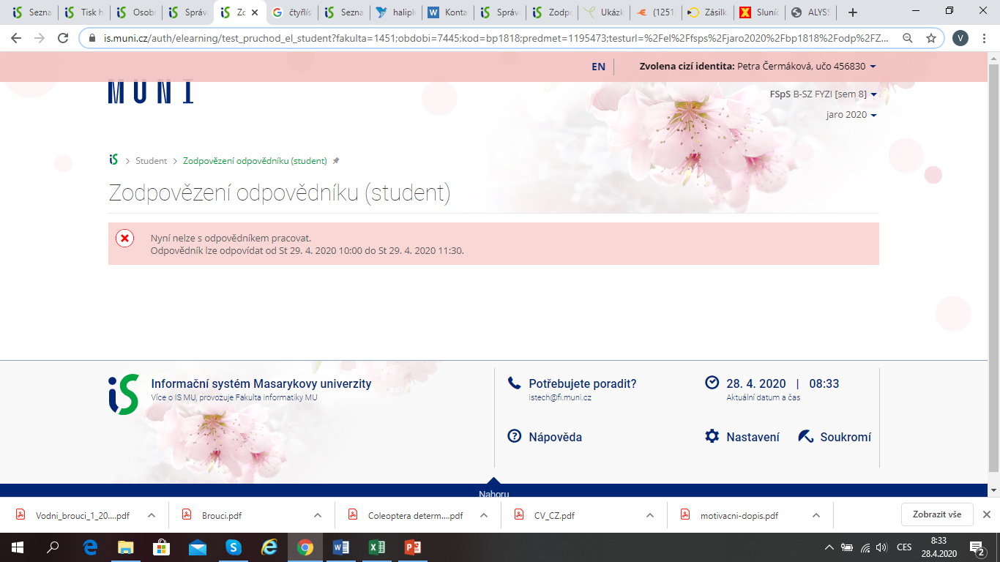 Sezna
Tisk h
Osobr
Správa
Zo
čtyřlís
Sezna
haliplu
Konta
Správa
Zodpo
Ukázk
(1251
Zásilk
Sluníč
ALYSS
is.muni.cz/auth/elearning/test_pruchod_el_student?fakulta=1451;obdobi=7445;kod=bp1818;predmet=1195473;testurl=%2Fel%2Ffsps%2Fjaro2020%2Fbp1818%2Fodp%2FZ...
V
EN
Zvolena cizí identita: Petra Čermáková, učo 456830
MUNI
FSpS B-SZ FYZI [sem 8]
jaro 2020
Student
Zodpovězení odpovědníku (student)
Zodpovězení odpovědníku (student)
Nyní nelze s odpovědníkem pracovat.
Odpovědník lze odpovídat od St 29. 4. 2020 10:00 do St 29. 4. 2020 11:30.
Informační systém Masarykovy univerzity
Více o IS MU, provozuje Fakulta informatiky MU
Potřebujete poradit?
istech@fi.muni.cz
28. 4. 2020 | 08:33
Aktuální datum a čas
Nápověda
Nastavení
Soukromí
Nahoru
Vodni_brouci_1_20....pdf
Brouci.pdf
Coleoptera determ....pdf
CV_CZ.pdf
motivacni-dopis.pdf
Zobrazit vše
CES
8:33
28.4.2020
2